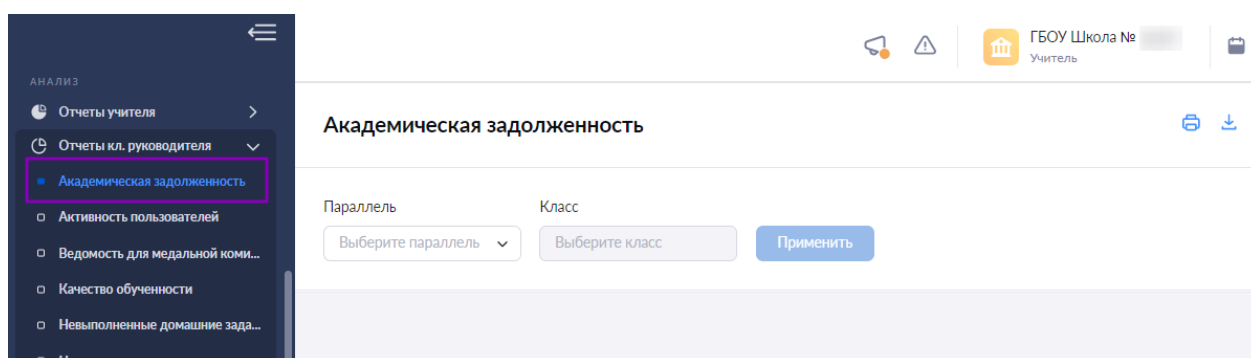 АНАЛИЗ
Отчеты учителя
Отчеты кл. руководителя
Академическая задолженность
Активность пользователей
Ведомость для медальной коми...
Качество обученности
Невыполненные домашние зада...
ГБОУ Школа №
Учитель
Академическая задолженность
Параллель
Класс
Выберите параллель
Выберите класс
Применить